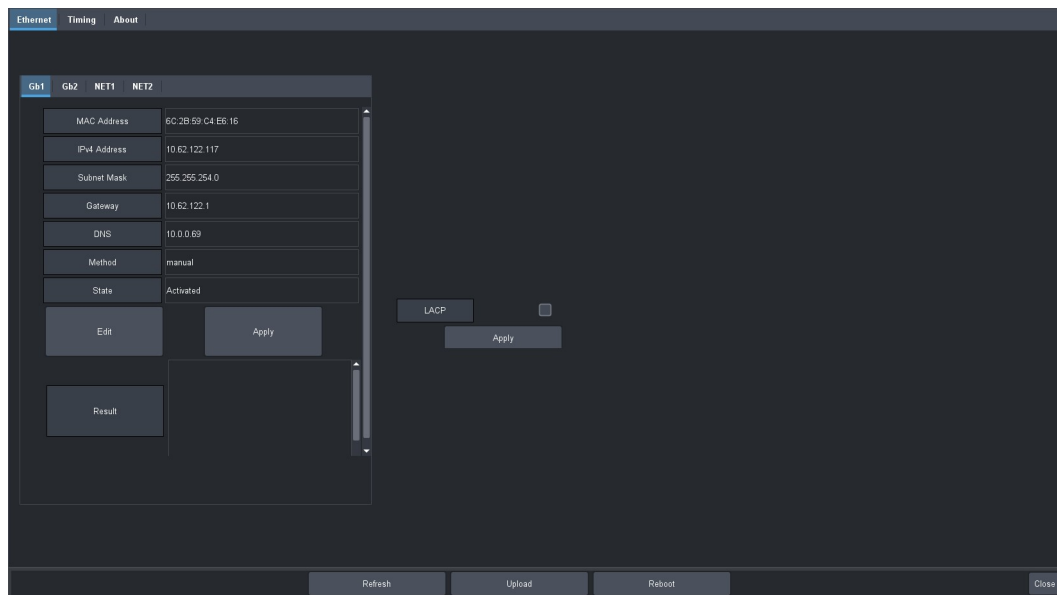 Ethernet Timing About
Gb1 Gb2 NET1 NET2
MAC Address 6C:2B:59:C4:E6:16
IPv4 Address 10.62.122.117
Subnet Mask 255.255.254.0
Gateway 10.62.122.1
DNS 10.0.0.69
Method manual
State Activated
Edit Apply
Result
LACP
Apply
Refresh Upload Reboot Close